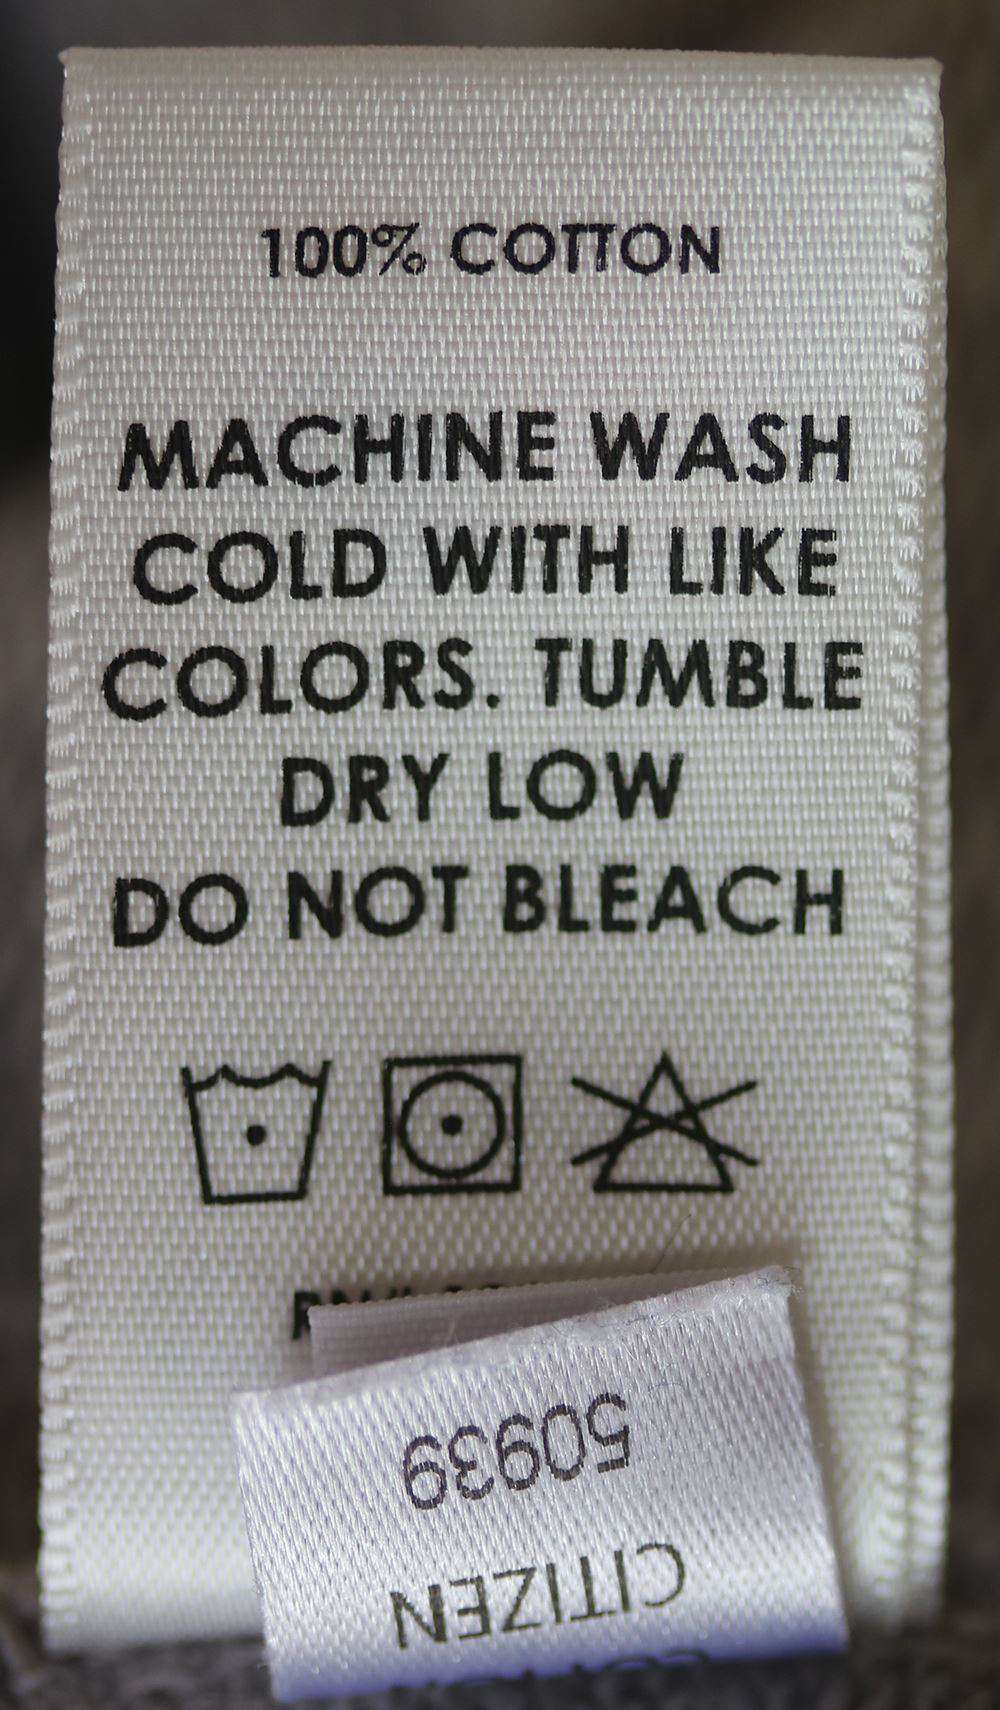 100% COTTON
MACHINE WASH
COLD WITH LIKE
COLORS. TUMBLE
DRY LOW
DO NOT BLEACH
CITIZEN
50939